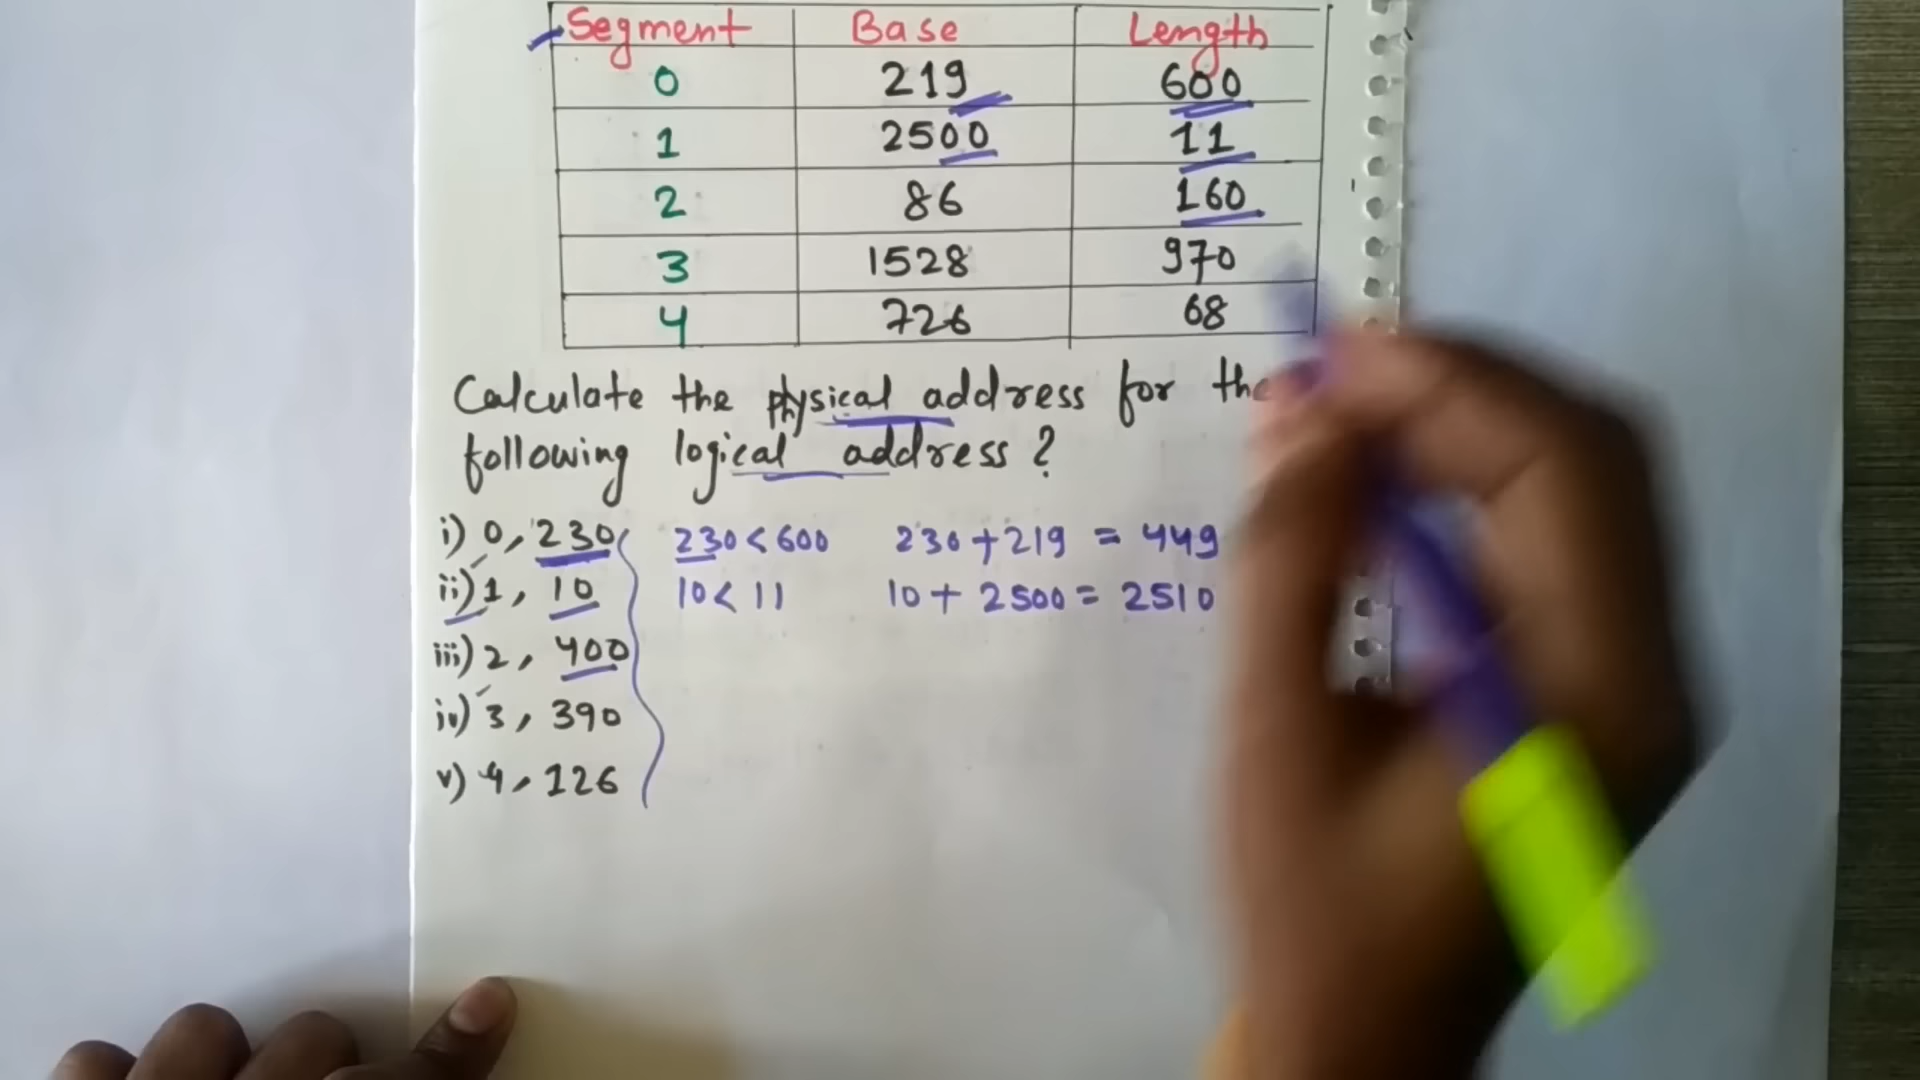 Segment Base Length
0 219 600
1 2500 11
2 86 160
3 1528 970
4 726 68
Calculate the physical address for the
following logical address?
i) 0, 230 230<600 230+219 = 449
ii) 1, 10 10<11 10+2500=2510
iii) 2, 400
iv) 3, 390
v) 4, 126